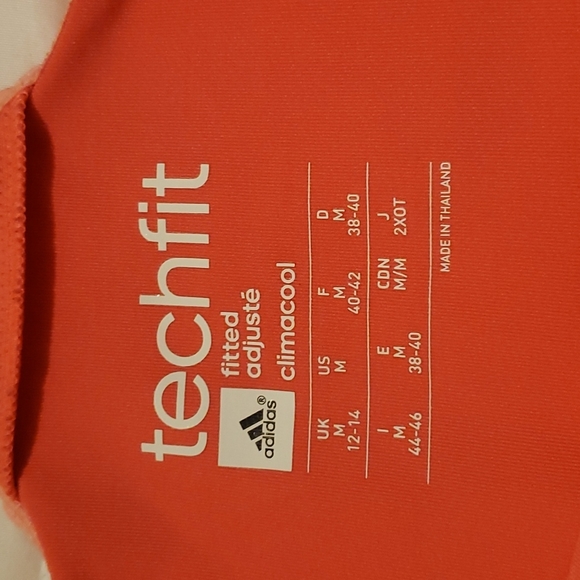 techfit
fitted
adjusté
climacool
adidas®
UK US F D
M M M M
12-14 40-42 38-40
I E CDN J
M M M/M 2XOT
44-46 38-40
MADE IN THAILAND